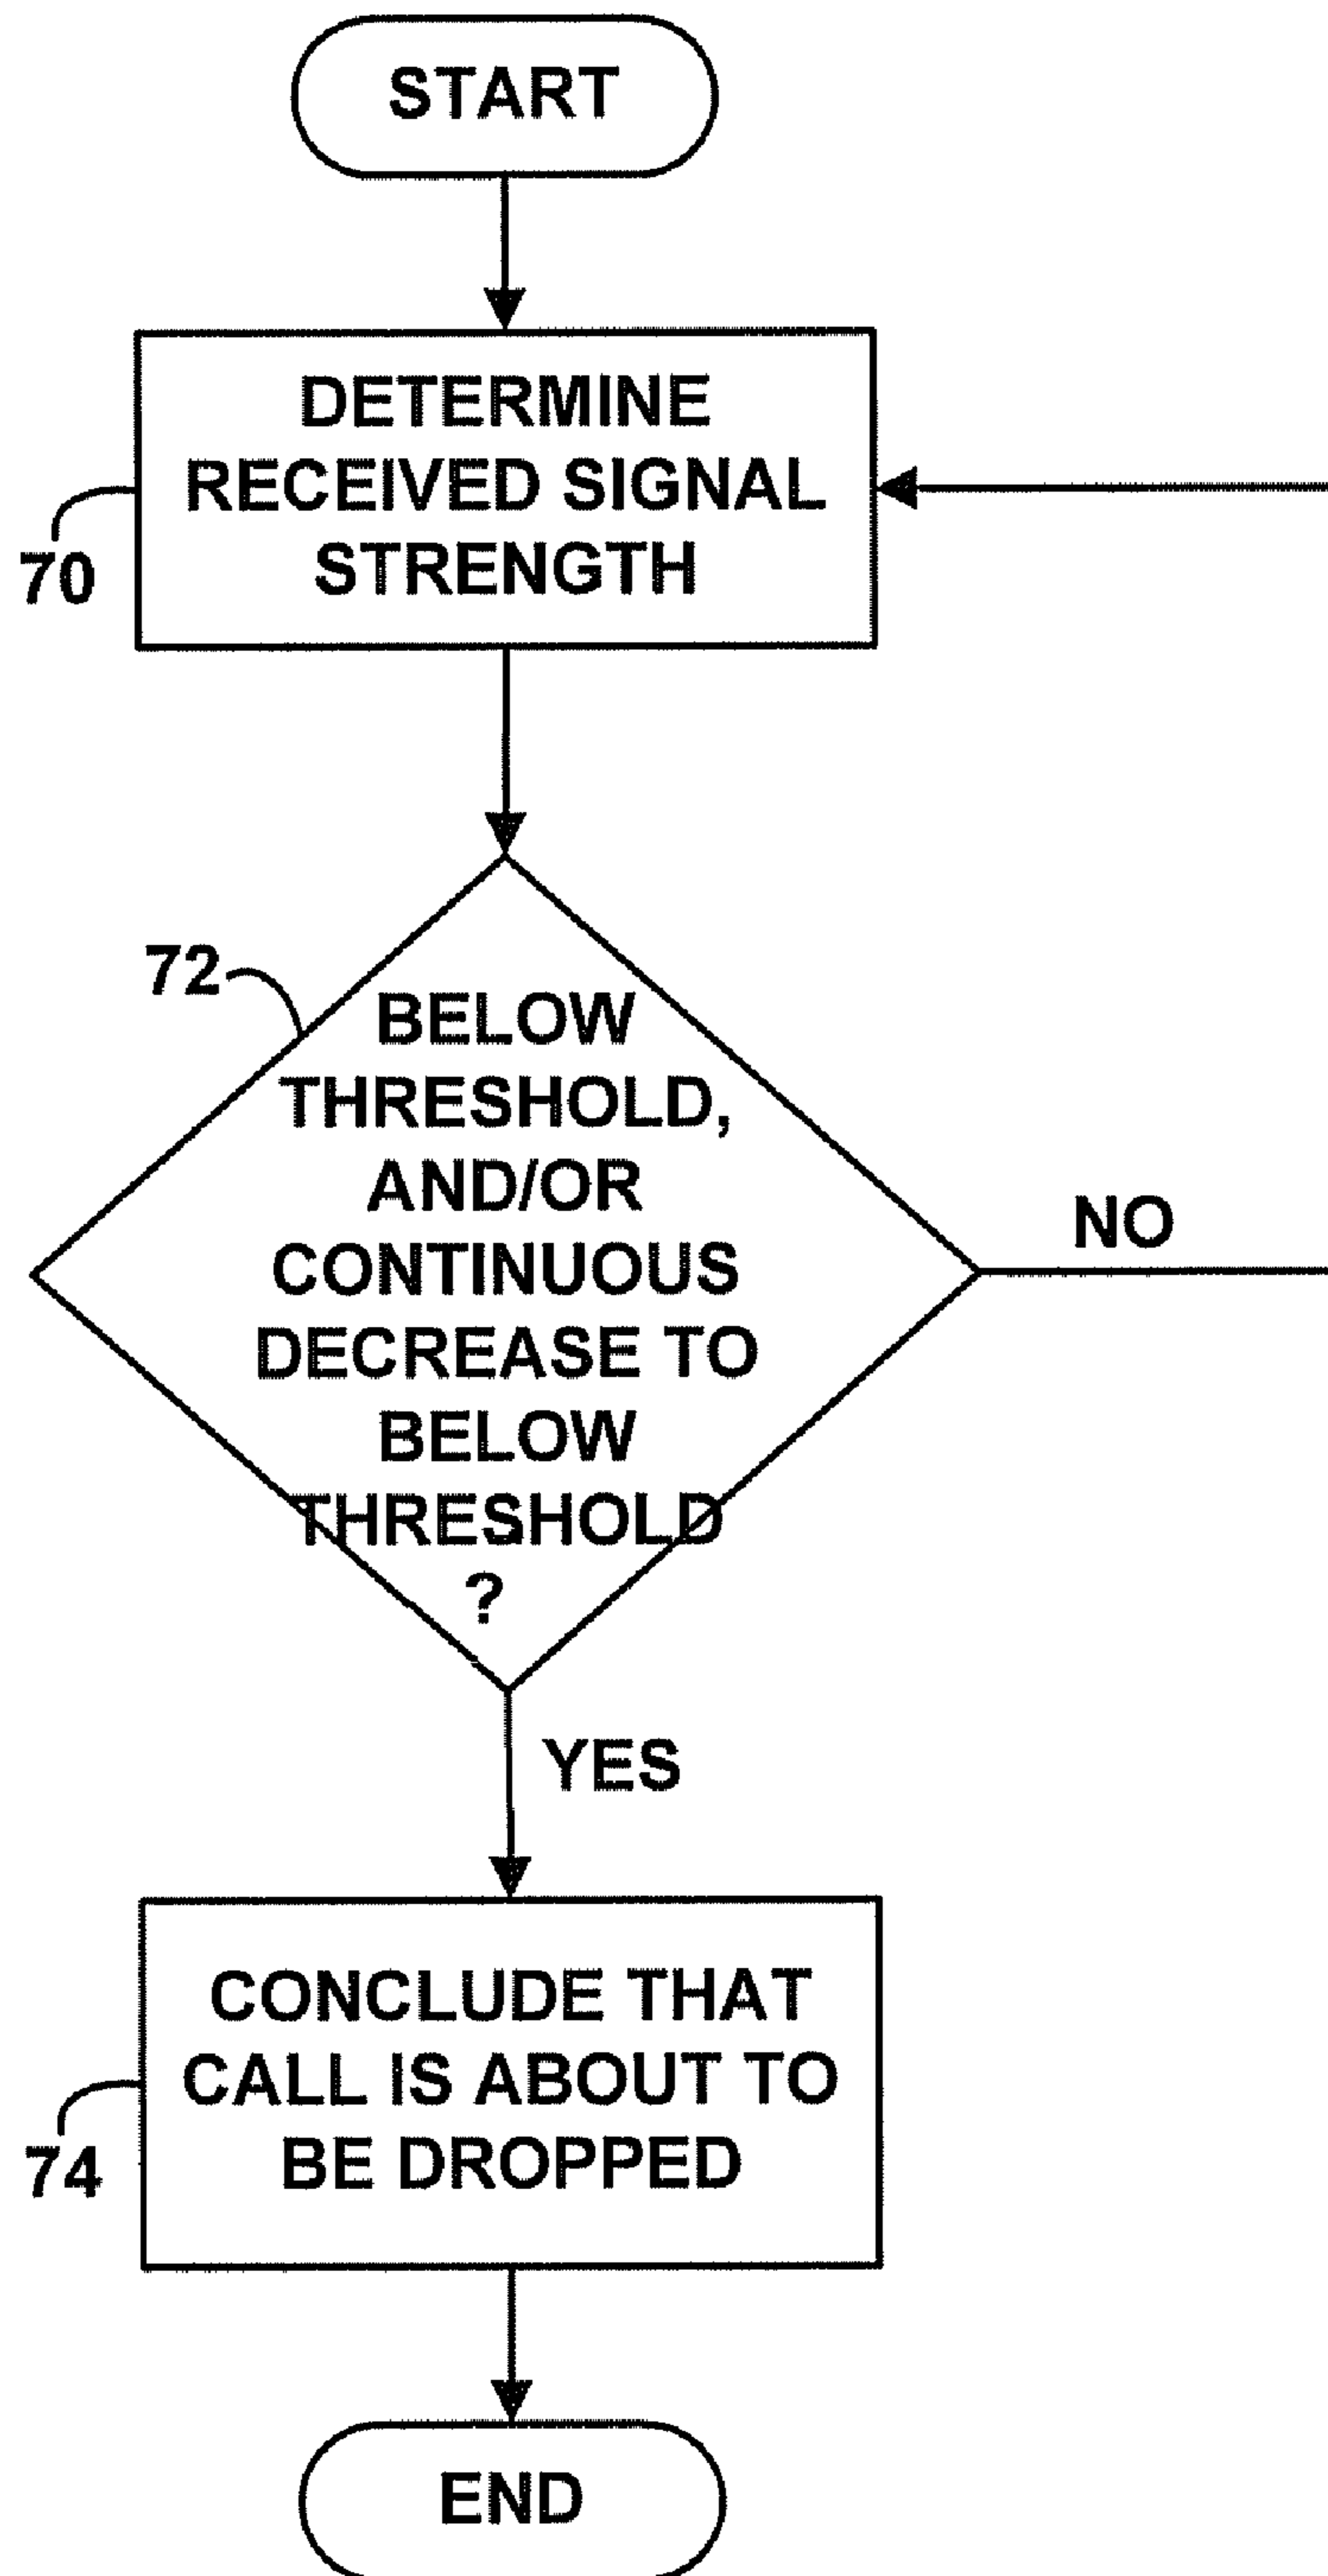 START
DETERMINE
RECEIVED SIGNAL
STRENGTH
70
72
BELOW
THRESHOLD,
AND/OR
CONTINUOUS
DECREASE TO
BELOW
THRESHOLD
?
NO
YES
CONCLUDE THAT
CALL IS ABOUT TO
BE DROPPED
74
END